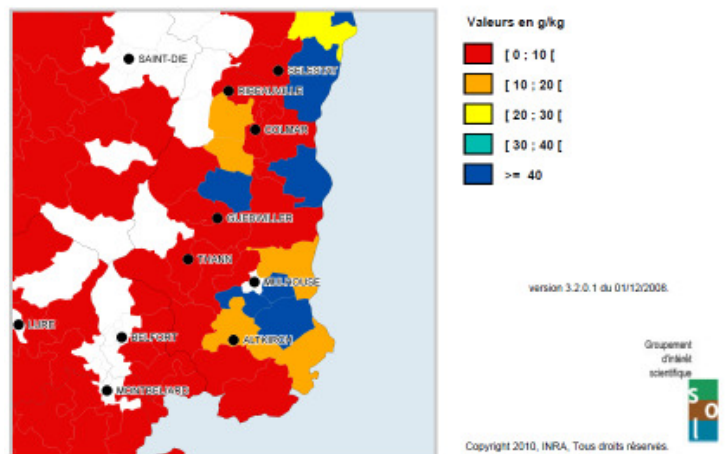 Valeurs en g/kg
[ 0 ; 10 [
[ 10 ; 20 [
[ 20 ; 30 [
[ 30 ; 40 [
>= 40
SAINT-DIE
SELESTAT
RIBEAUVILLE
COLMAR
GUEBWILLER
THANN
MULHOUSE
LURE
BELFORT
ALTKIRCH
MONTBELIARD
version 3.2.0.1 du 01/12/2008.
Groupement
d'intérêt
scientifique
s
o
l
Copyright 2010, INRA, Tous droits réservés.